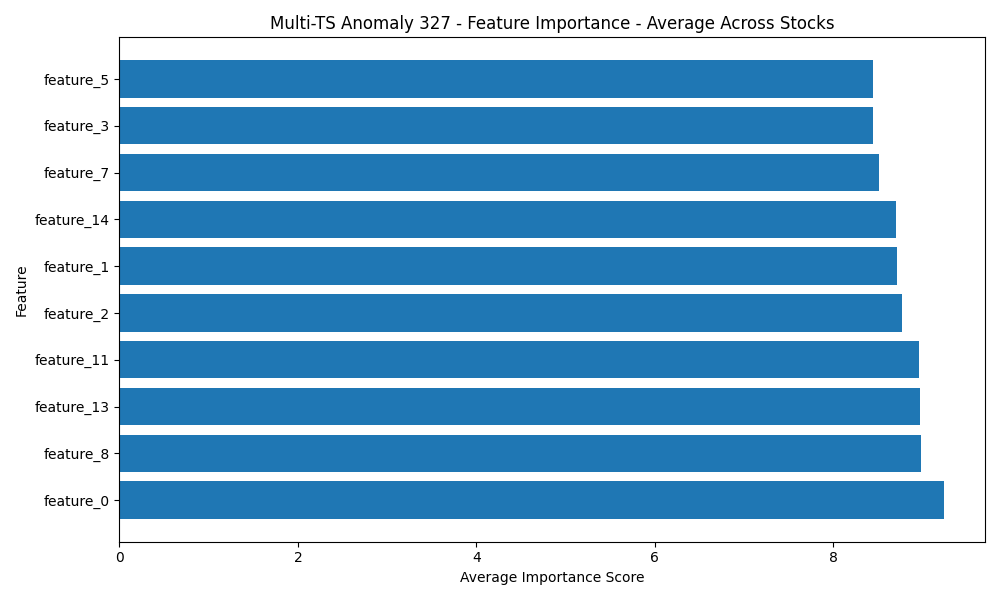 Multi-TS Anomaly 327 - Feature Importance - Average Across Stocks
feature_5
feature_3
feature_7
feature_14
feature_1
feature_2
feature_11
feature_13
feature_8
feature_0
Feature
0 2 4 6 8
Average Importance Score